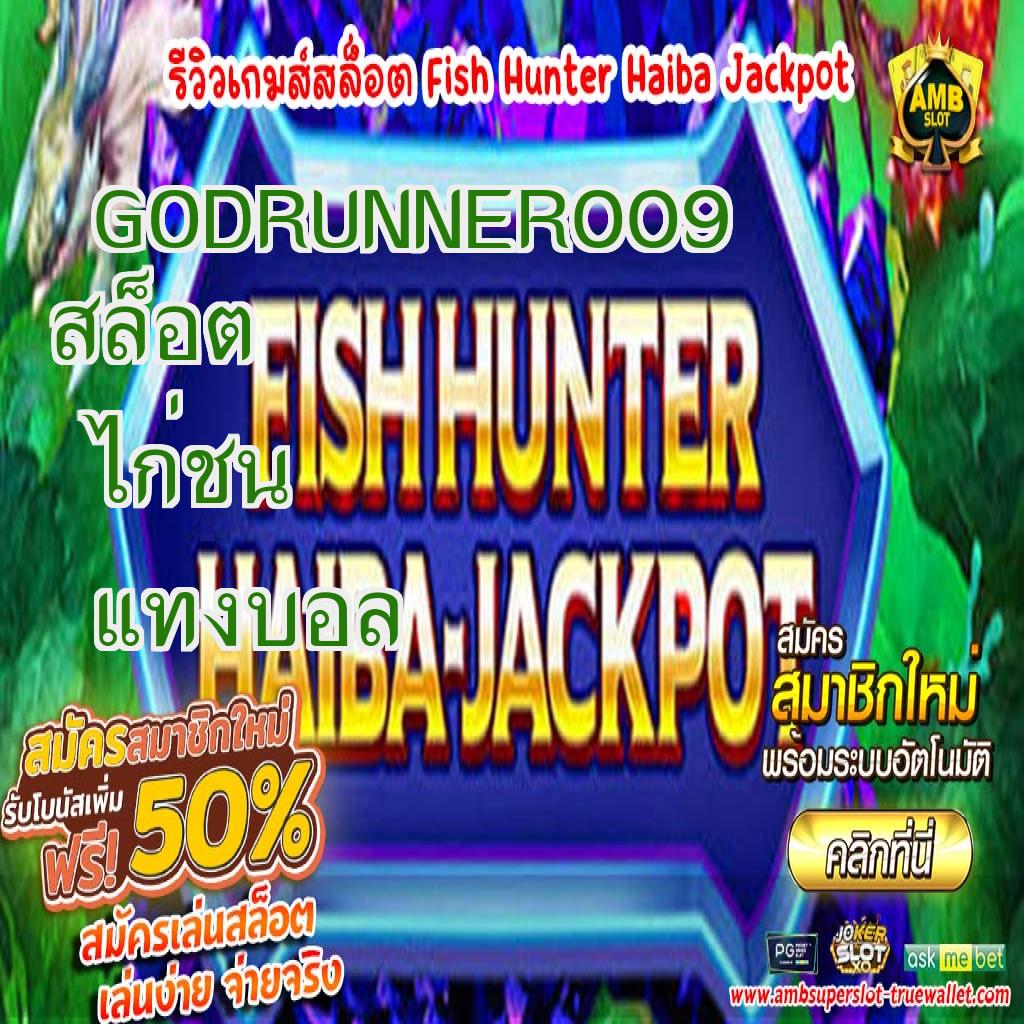 รีวิวเกมส์สล็อต Fish Hunter Haiba Jackpot
AMB
SLOT
GODRUNNER009
สล็อต
FISH HUNTER
ไก่ชน
HAIBA-JACKPOT
แทงบอล
สมัคร
สมาชิกใหม่
พร้อมระบบอัตโนมัติ
คลิกที่นี่
สมัครสมาชิกใหม่
รับโบนัสเพิ่ม
ฟรี! 50%
สมัครเล่นสล็อต
เล่นง่าย จ่ายจริง
PG
JOKER
SLOT
XO
ask me bet
www.ambsuperslot-truewallet.com